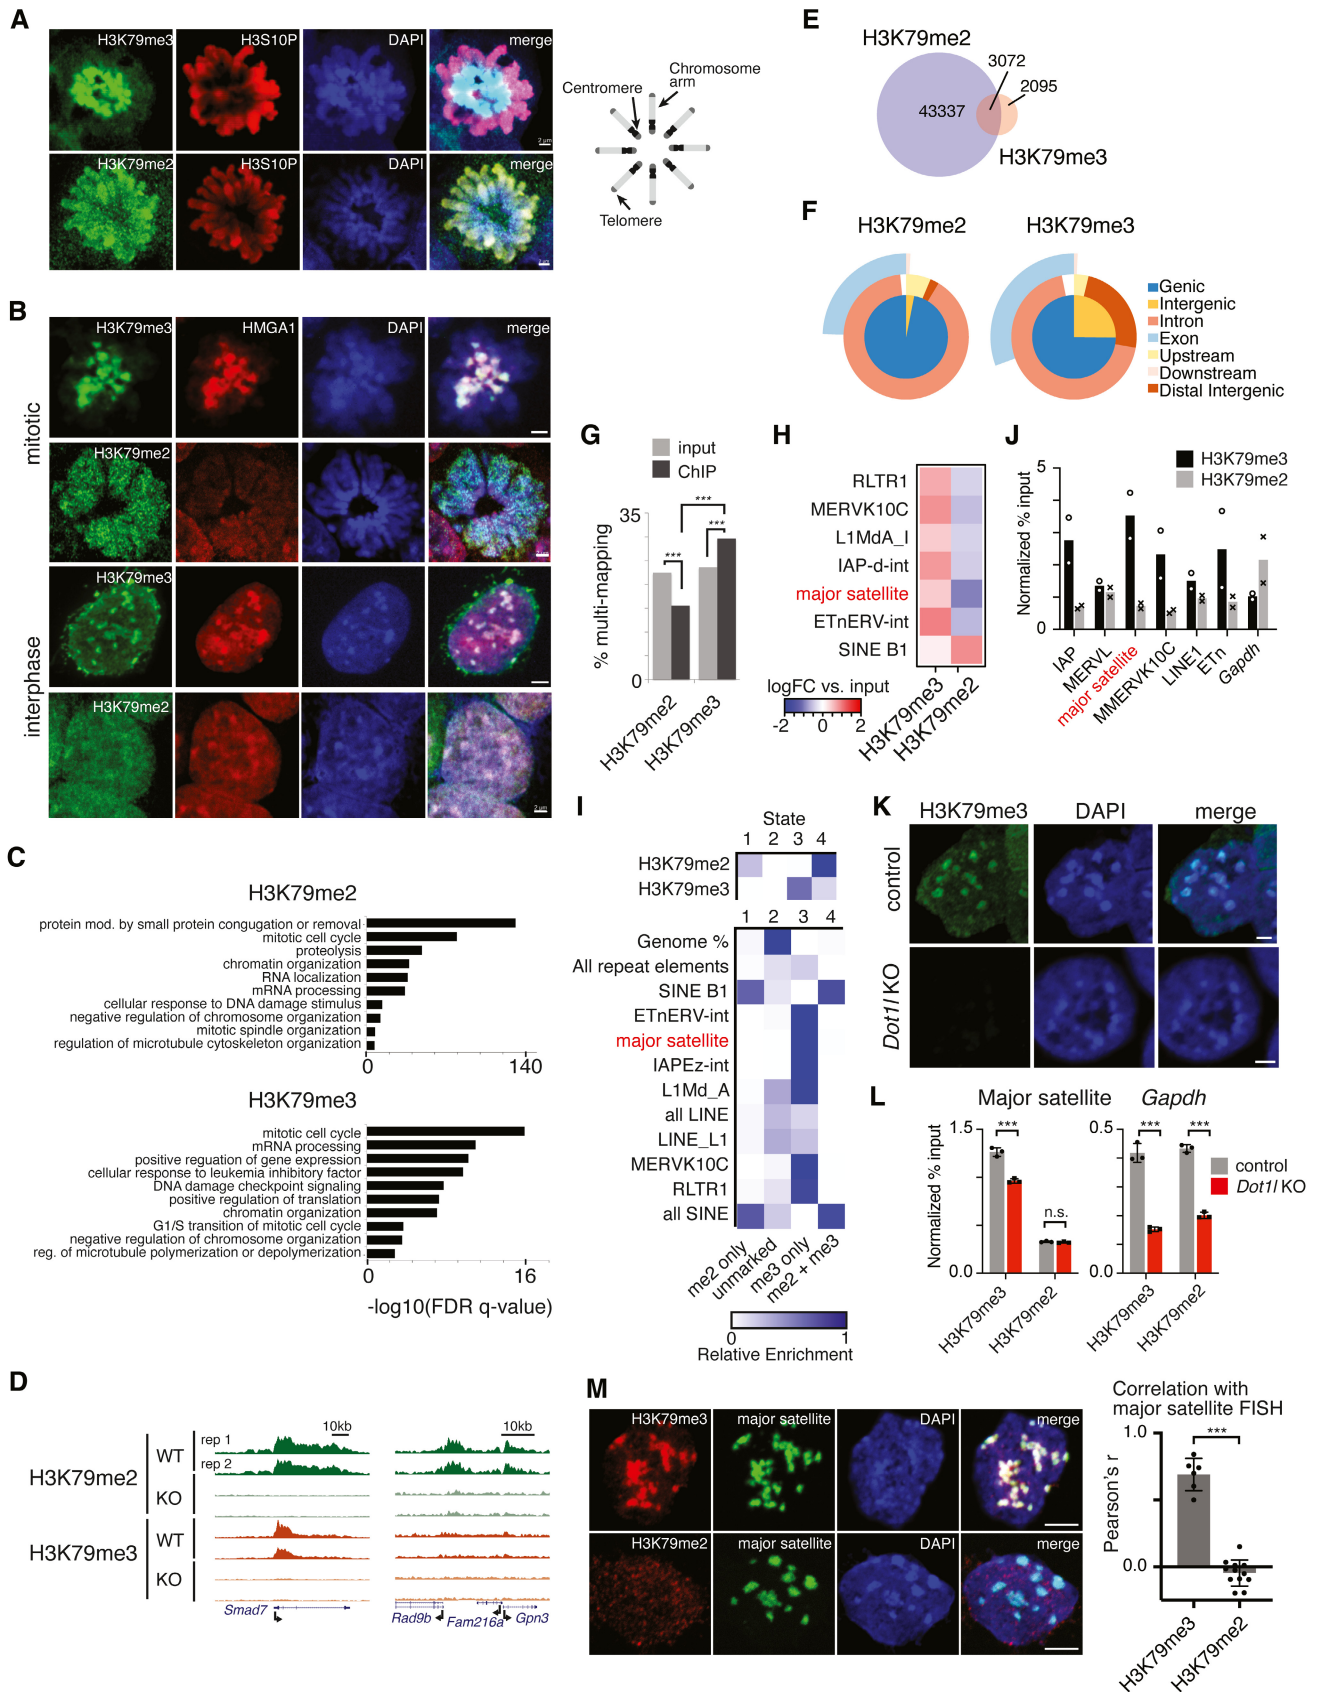 A
H3K79me3
H3S10P
DAPI
merge
2 μm
H3K79me2
H3S10P
DAPI
merge
Centromere
Chromosome
arm
Telomere
B
mitotic
H3K79me3
HMGA1
DAPI
merge
H3K79me2
interphase
H3K79me3
H3K79me2
2 μm
C
H3K79me2
protein mod. by small protein congugation or removal
mitotic cell cycle
proteolysis
chromatin organization
RNA localization
mRNA processing
cellular response to DNA damage stimulus
negative regulation of chromosome organization
mitotic spindle organization
regulation of microtubule cytoskeleton organization
0
140
H3K79me3
mitotic cell cycle
mRNA processing
positive reguation of gene expression
cellular response to leukemia inhibitory factor
DNA damage checkpoint signaling
positive regulation of translation
chromatin organization
G1/S transition of mitotic cell cycle
negative regulation of chromosome organization
reg. of microtubule polymerization or depolymerization
0
16
-log10(FDR q-value)
D
10kb
10kb
H3K79me2
WT
rep 1
rep 2
KO
H3K79me3
WT
KO
Smad7
Rad9b
Fam216a
Gpn3
E
H3K79me2
3072
2095
43337
H3K79me3
F
H3K79me2
H3K79me3
Genic
Intergenic
Intron
Exon
Upstream
Downstream
Distal Intergenic
G
input
ChIP
% multi-mapping
35
0
***
***
***
H3K79me2
H3K79me3
H
RLTR1
MERVK10C
L1MdA_I
IAP-d-int
major satellite
ETnERV-int
SINE B1
logFC vs. input
-2
0
2
H3K79me3
H3K79me2
J
H3K79me3
H3K79me2
Normalized % input
5
0
IAP
MERVL
major satellite
MMERVK10C
LINE1
ETn
Gapdh
I
State
1 2 3 4
H3K79me2
H3K79me3
1 2 3 4
Genome %
All repeat elements
SINE B1
ETnERV-int
major satellite
IAPEz-int
L1Md_A
all LINE
LINE_L1
MERVK10C
RLTR1
all SINE
me2 only
unmarked
me3 only
me2 + me3
0
1
Relative Enrichment
K
H3K79me3
DAPI
merge
control
Dot1l KO
L
Major satellite
Gapdh
Normalized % input
1.5
0.0
***
n.s.
H3K79me3
H3K79me2
0.5
0.0
***
***
H3K79me3
H3K79me2
control
Dot1l KO
M
H3K79me3
major satellite
DAPI
merge
H3K79me2
major satellite
DAPI
merge
Correlation with
major satellite FISH
Pearson's r
1.0
0.0
***
H3K79me3
H3K79me2